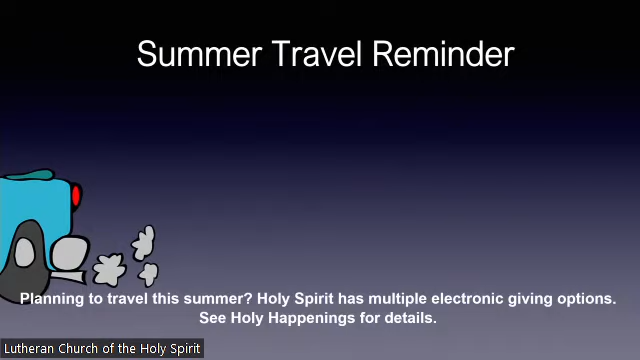 Summer Travel Reminder
Planning to travel this summer? Holy Spirit has multiple electronic giving options.
See Holy Happenings for details.
Lutheran Church of the Holy Spirit